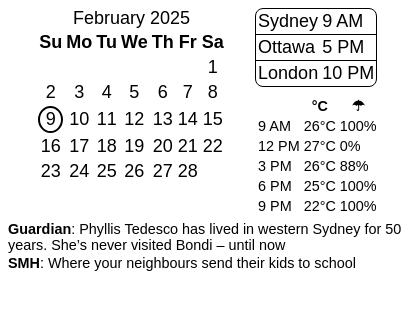 February 2025
Su Mo Tu We Th Fr Sa
1
2 3 4 5 6 7 8
9 10 11 12 13 14 15
16 17 18 19 20 21 22
23 24 25 26 27 28
Sydney 9 AM
Ottawa 5 PM
London 10 PM
°C ☂
9 AM 26°C 100%
12 PM 27°C 0%
3 PM 26°C 88%
6 PM 25°C 100%
9 PM 22°C 100%
Guardian: Phyllis Tedesco has lived in western Sydney for 50
years. She’s never visited Bondi – until now
SMH: Where your neighbours send their kids to school